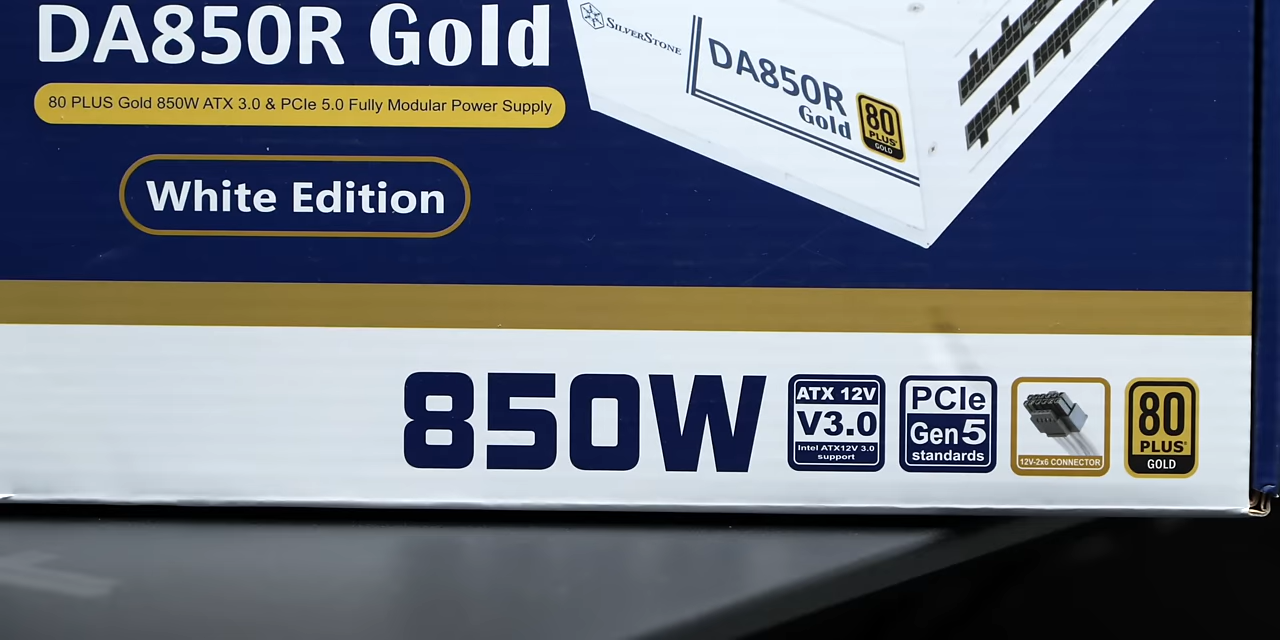 DA850R Gold
80 PLUS Gold 850W ATX 3.0 & PCIe 5.0 Fully Modular Power Supply
White Edition
SILVERSTONE
DA850R
Gold
80
PLUS
GOLD
850W
ATX 12V
V3.0
Intel ATX12V 3.0
support
PCIe
Gen 5
standards
12V-2x6 CONNECTOR
80
PLUS
GOLD